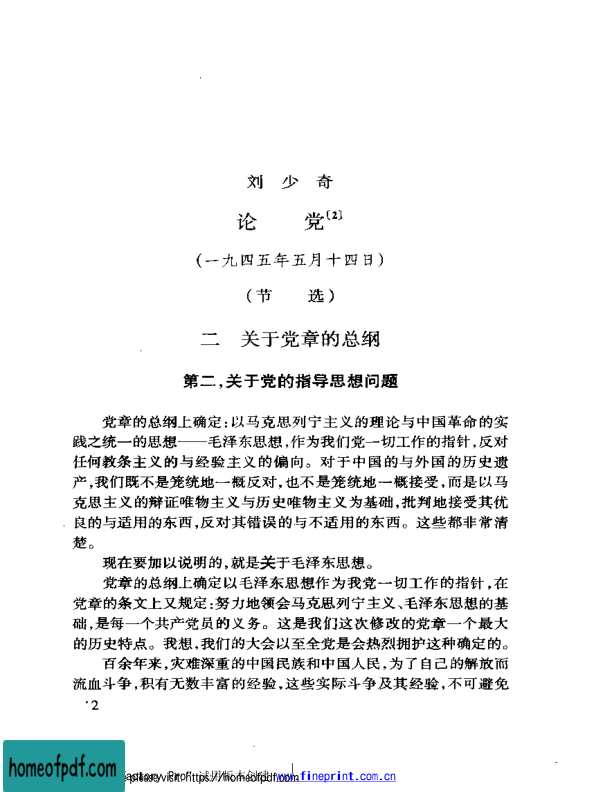 刘 少 奇
论 党〔2〕
(一九四五年五月十四日)
(节 选)
二 关于党章的总纲
第二,关于党的指导思想问题
党章的总纲上确定:以马克思列宁主义的理论与中国革命的实
践之统一的思想——毛泽东思想,作为我们党一切工作的指针,反对
任何教条主义的与经验主义的偏向。对于中国的与外国的历史遗
产,我们既不是笼统地一概反对,也不是笼统地一概接受,而是以马
克思主义的辩证唯物主义与历史唯物主义为基础,批判地接受其优
良的与适用的东西,反对其错误的与不适用的东西。这些都非常清
楚。
现在要加以说明的,就是关于毛泽东思想。
党章的总纲上确定以毛泽东思想作为我党一切工作的指针,在
党章的条文上又规定:努力地领会马克思列宁主义、毛泽东思想的基
础,是每一个共产党员的义务。这是我们这次修改的党章一个最大
的历史特点。我想,我们的大会以至全党是会热烈拥护这种确定的。
百余年来,灾难深重的中国民族和中国人民,为了自己的解放而
流血斗争,积有无数丰富的经验,这些实际斗争及其经验,不可避免
2
homeofpdf.com
please visit: https://homeofpdf.com
www.fineprint.com.cn